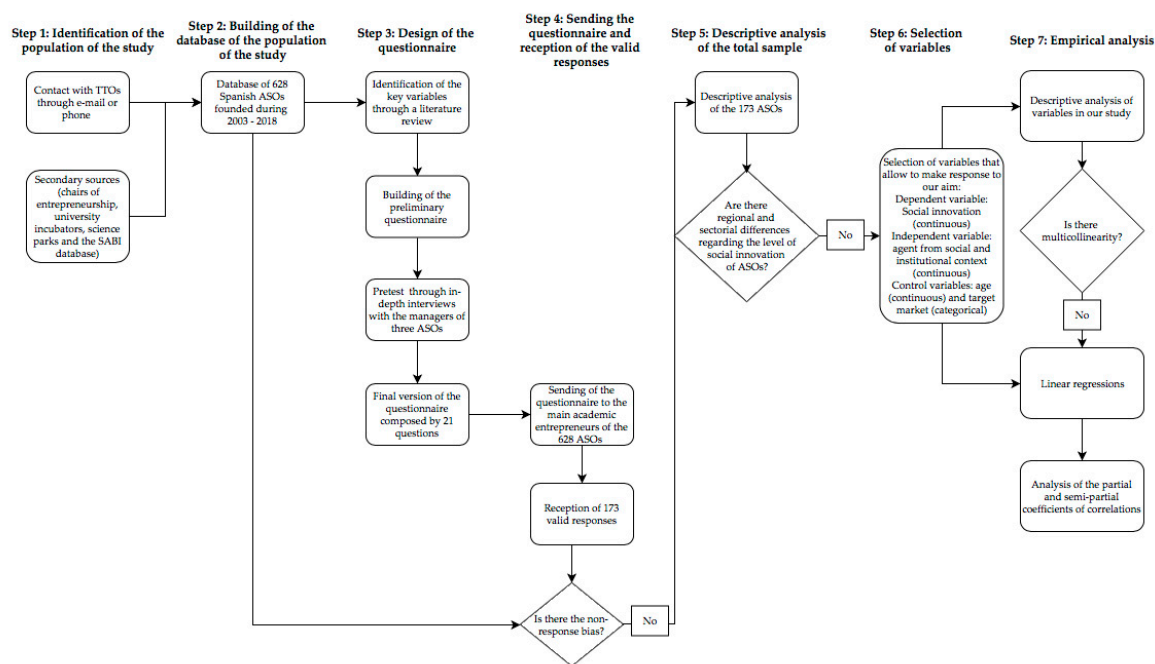 Step 1: Identification of the
population of the study
Contact with TTOs
through e-mail or
phone
Secondary sources
(chairs of
entrepreneurship,
university
incubators, science
parks and the SABI
database)
Step 2: Building of the
database of the population
of the study
Database of 628
Spanish ASOs
founded during
2003 - 2018
Step 3: Design of the
questionnaire
Identification of the
key variables
through a literature
review
Building of the
preliminary
questionnaire
Pretest through in-
depth interviews
with the managers of
three ASOs
Final version of the
questionnaire
composed by 21
questions
Step 4: Sending the
questionnaire and
reception of the valid
responses
Sending of the
questionnaire to the
main academic
entrepreneurs of the
628 ASOs
Reception of 173
valid responses
Is there the non-
response bias?
No
Step 5: Descriptive analysis
of the total sample
Descriptive analysis
of the 173 ASOs
Are there
regional and
sectorial differences
regarding the level of
social innovation of
ASOs?
No
Step 6: Selection
of variables
Selection of variables that
allow to make response to
our aim:
Dependent variable:
Social innovation
(continuous)
Independent variable:
agent from social and
institutional context
(continuous)
Control variables: age
(continuous) and target
market (categorical)
Step 7: Empirical analysis
Descriptive analysis of
variables in our study
Is there
multicollinearity?
No
Linear regressions
Analysis of the partial
and semi-partial
coefficients of correlations